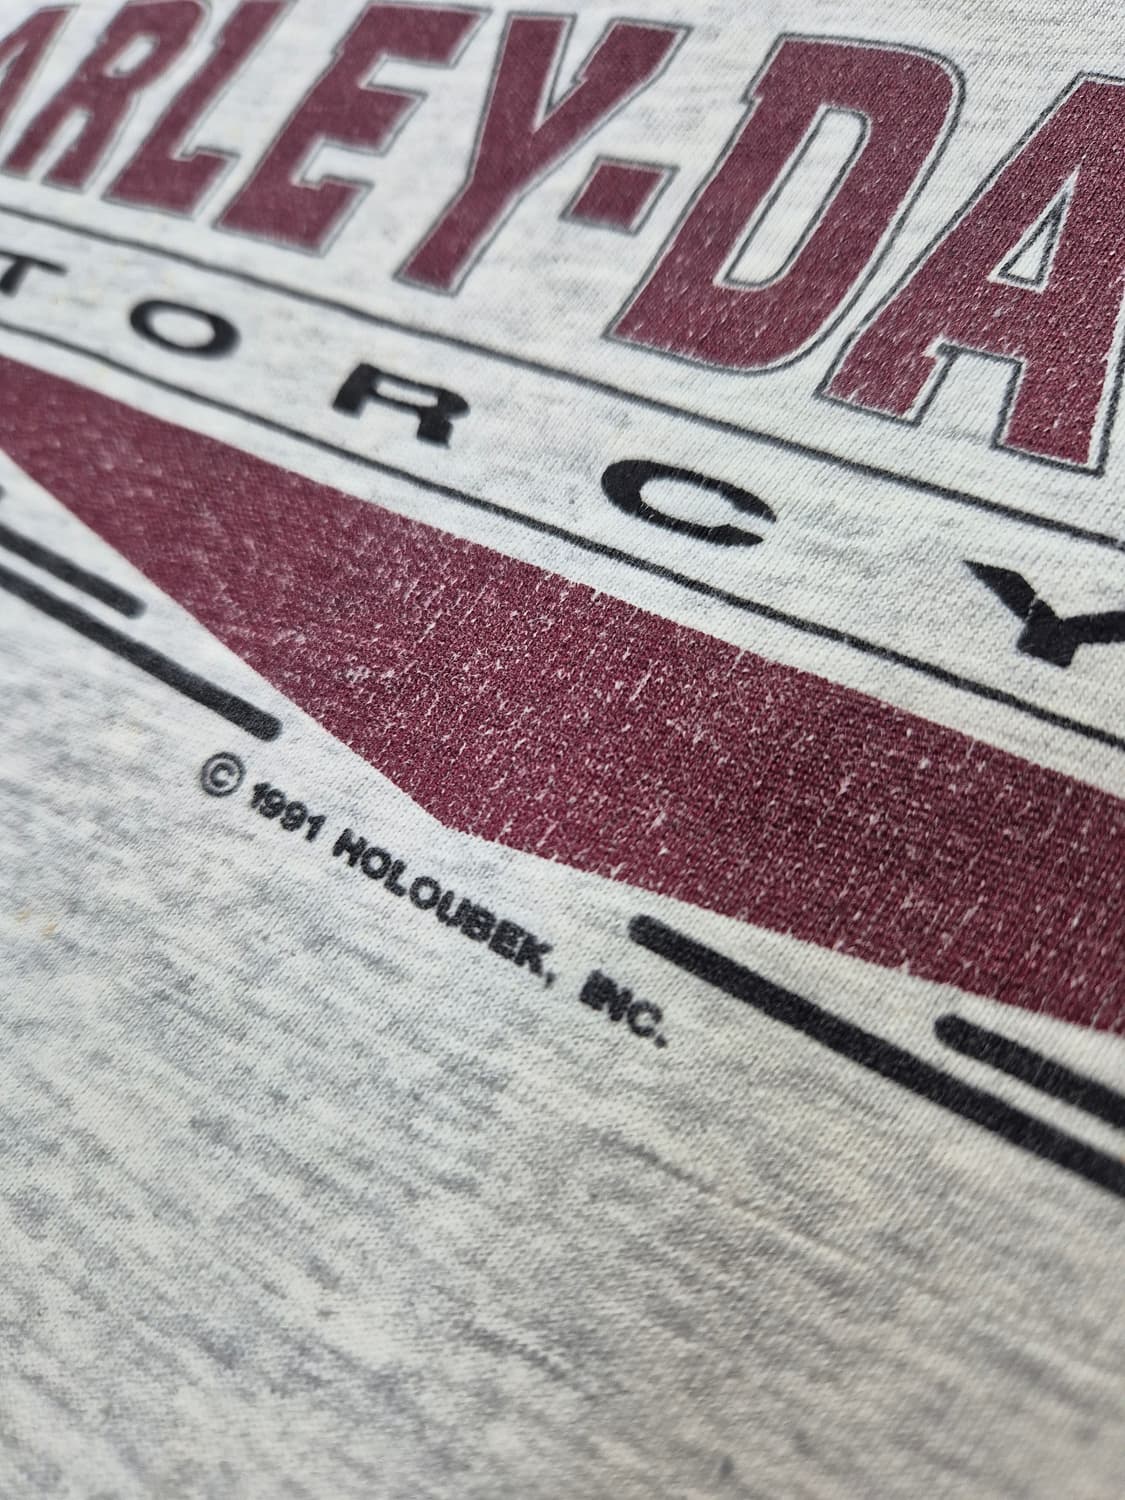 ARLEY-DA
TORCY
© 1991 HOLOUBEK, INC.